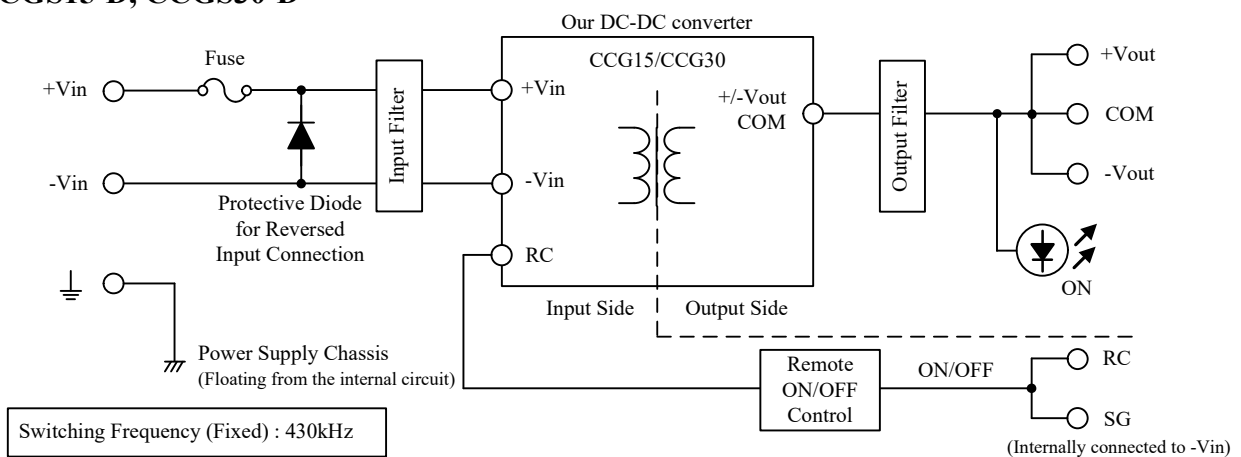 Our DC-DC converter
CCG15/CCG30
Fuse
+Vin
Input Filter
+Vin
+/-Vout
COM
Output Filter
+Vout
COM
-Vout
-Vin
-Vin
Protective Diode
for Reversed
Input Connection
RC
ON
Input Side
Output Side
Power Supply Chassis
(Floating from the internal circuit)
Remote
ON/OFF
Control
ON/OFF
RC
SG
(Internally connected to -Vin)
Switching Frequency (Fixed) : 430kHz